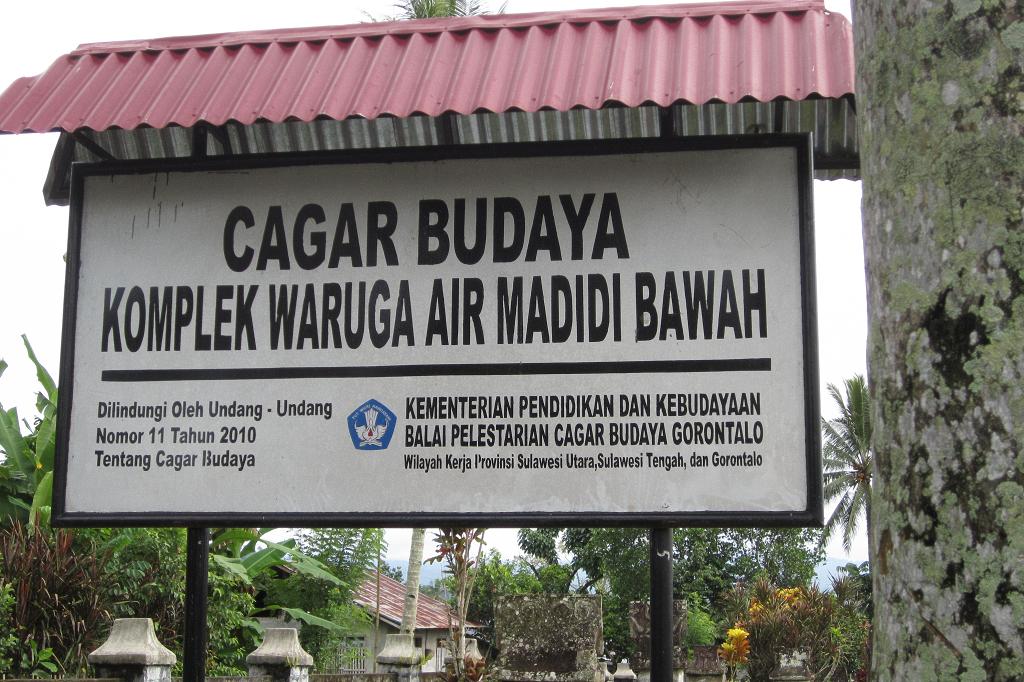 CAGAR BUDAYA
KOMPLEK WARUGA AIR MADIDI BAWAH
Dilindungi Oleh Undang - Undang
Nomor 11 Tahun 2010
Tentang Cagar Budaya
KEMENTERIAN PENDIDIKAN DAN KEBUDAYAAN
BALAI PELESTARIAN CAGAR BUDAYA GORONTALO
Wilayah Kerja Provinsi Sulawesi Utara,Sulawesi Tengah, dan Gorontalo